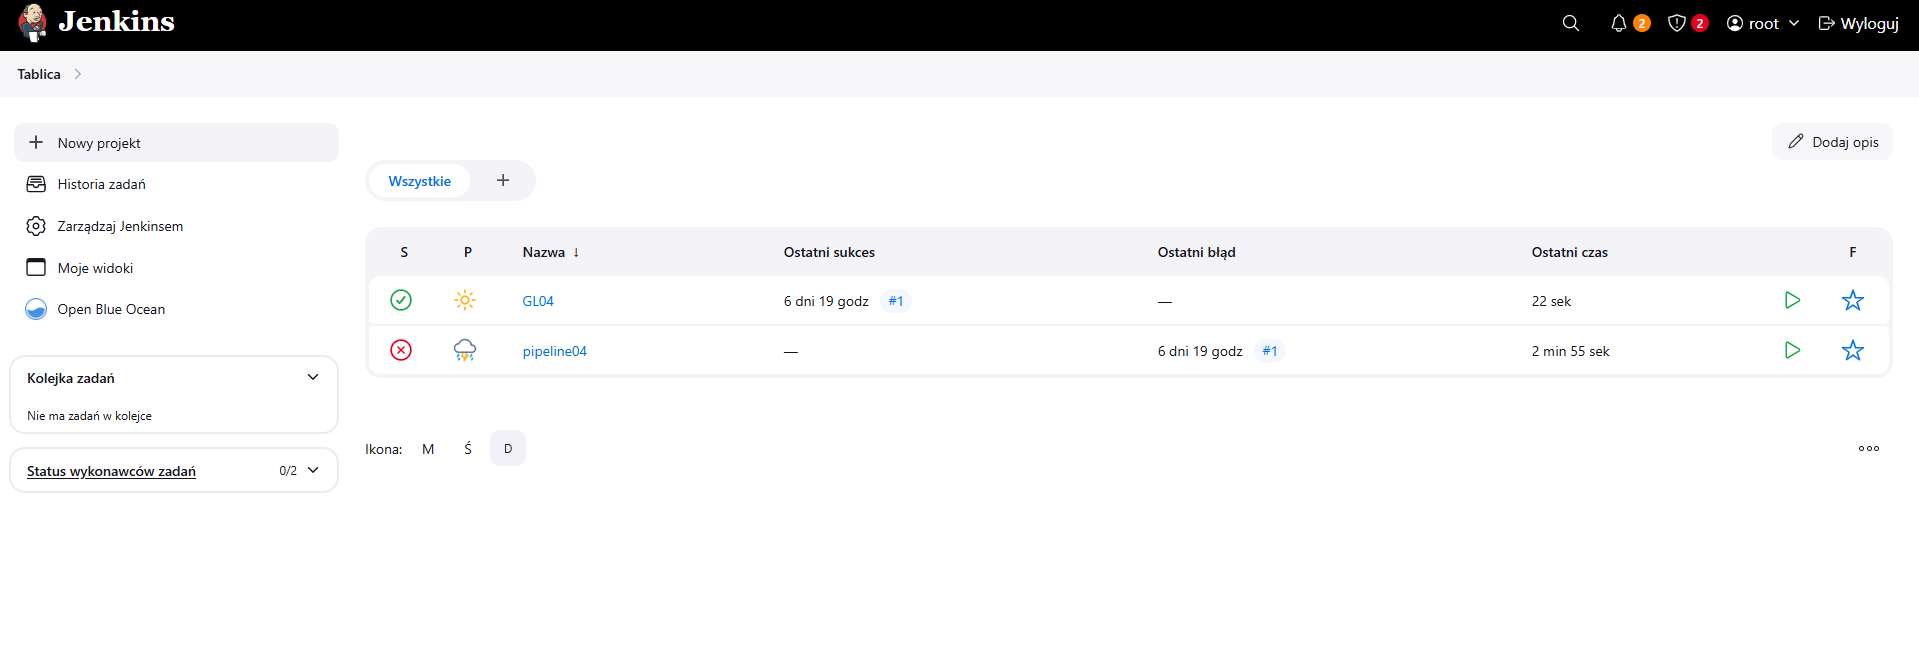 Jenkins
2 2 root Wyloguj
Tablica
Nowy projekt
Historia zadań
Zarządzaj Jenkinsem
Moje widoki
Open Blue Ocean
Kolejka zadań
Nie ma zadań w kolejce
Status wykonawców zadań 0/2
Dodaj opis
Wszystkie +
S P Nazwa ↓ Ostatni sukces Ostatni błąd Ostatni czas F
GL04 6 dni 19 godz #1 — 22 sek
pipeline04 — 6 dni 19 godz #1 2 min 55 sek
Ikona: M Ś D